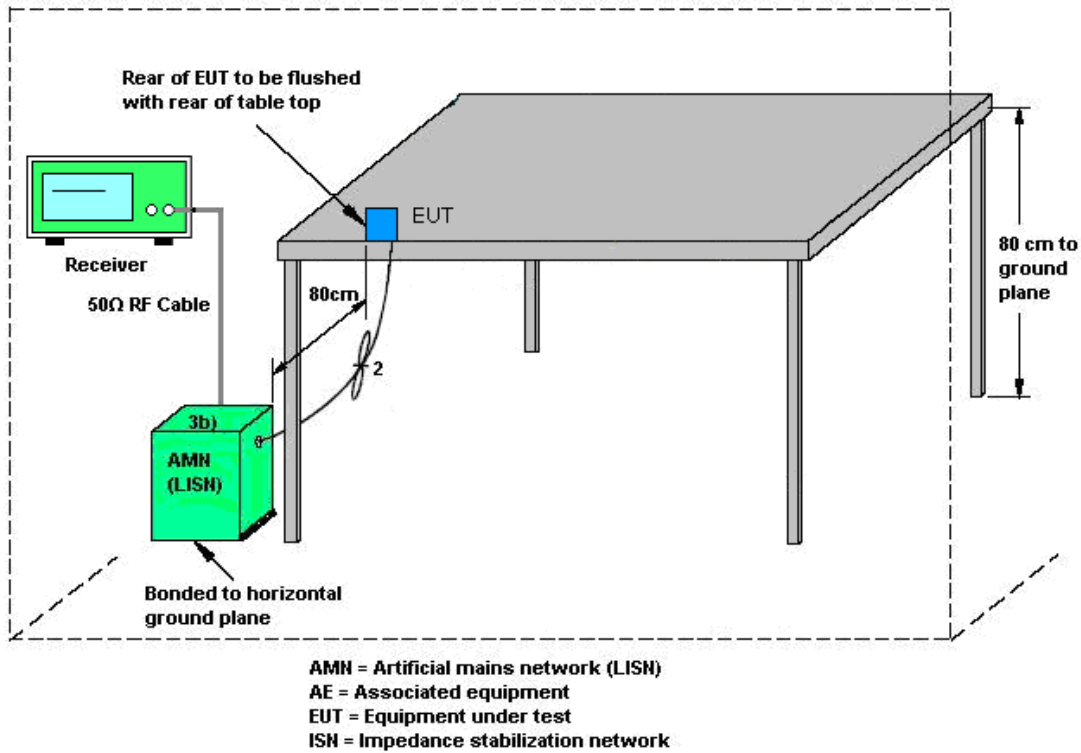 Rear of EUT to be flushed
with rear of table top
EUT
Receiver
50Ω RF Cable
80cm
80 cm to
ground
plane
2
3b)
AMN
(LISN)
Bonded to horizontal
ground plane
AMN = Artificial mains network (LISN)
AE = Associated equipment
EUT = Equipment under test
ISN = Impedance stabilization network